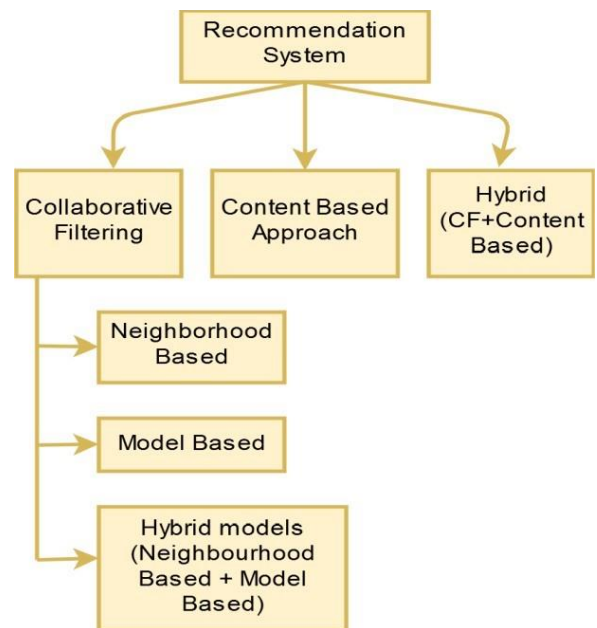 Recommendation
System
Collaborative
Filtering
Content Based
Approach
Hybrid
(CF+Content
Based)
Neighborhood
Based
Model Based
Hybrid models
(Neighbourhood
Based + Model
Based)